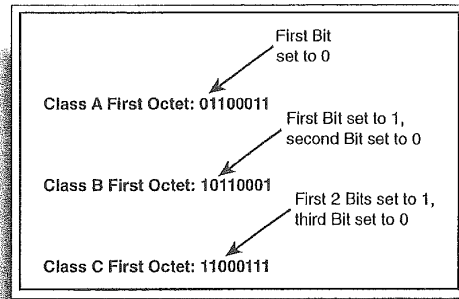 First Bit
set to 0
Class A First Octet: 01100011
First Bit set to 1,
second Bit set to 0
Class B First Octet: 10110001
First 2 Bits set to 1,
third Bit set to 0
Class C First Octet: 11000111